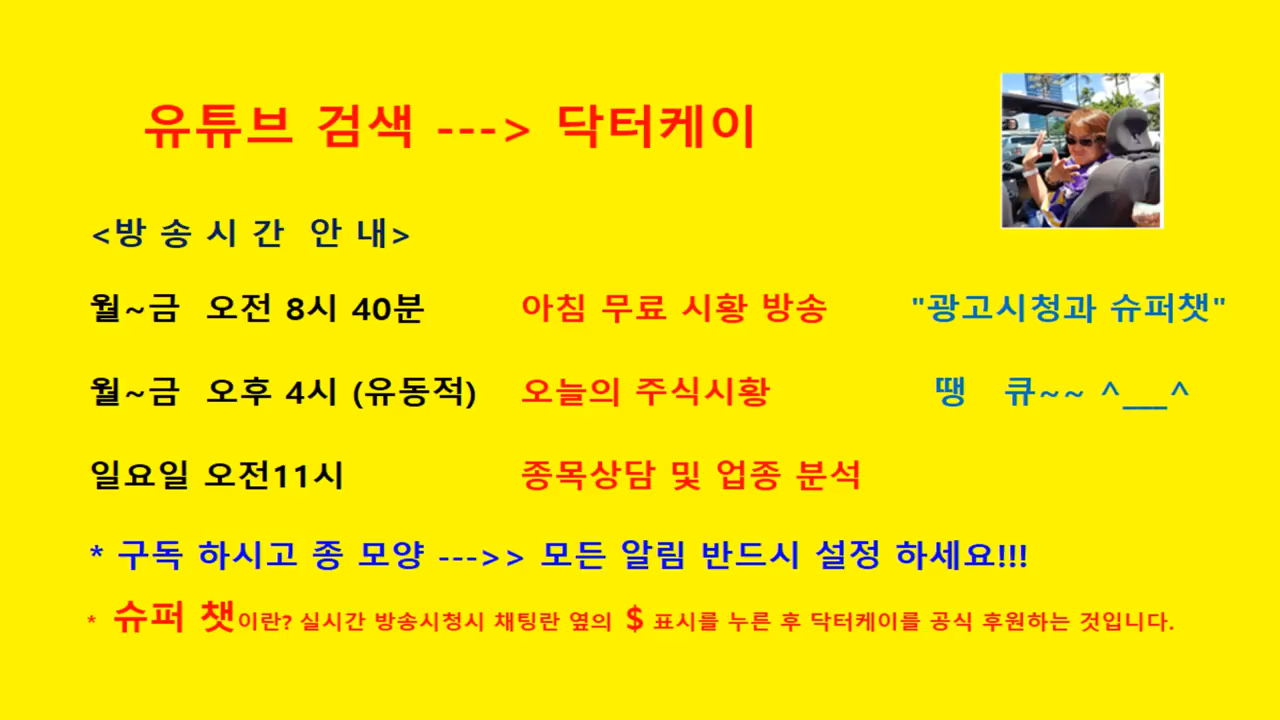 유튜브 검색 ---> 닥터케이
<방 송 시 간 안 내>
월~금 오전 8시 40분 아침 무료 시황 방송 "광고시청과 슈퍼챗"
월~금 오후 4시 (유동적) 오늘의 주식시황 땡 큐~~ ^___^
일요일 오전11시 종목상담 및 업종 분석
* 구독 하시고 종 모양 --->> 모든 알림 반드시 설정 하세요!!!
* 슈퍼 챗이란? 실시간 방송시청시 채팅란 옆의 $ 표시를 누른 후 닥터케이를 공식 후원하는 것입니다.